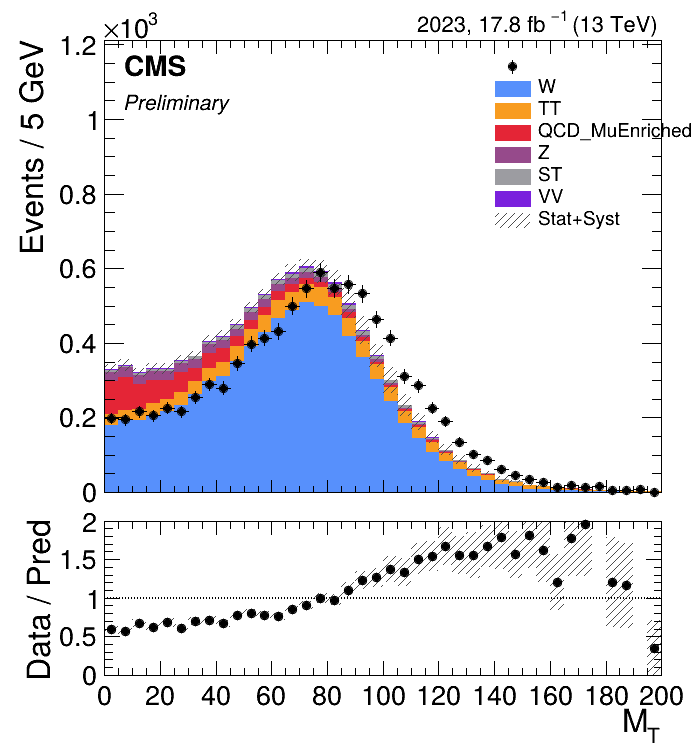 ×10³
2023, 17.8 fb⁻¹ (13 TeV)
CMS
Preliminary
W
TT
QCD_MuEnriched
Z
ST
VV
Stat+Syst
Events / 5 GeV
1.2
1
0.8
0.6
0.4
0.2
0
Data / Pred
2
1.5
1
0.5
0
0 20 40 60 80 100 120 140 160 180 200
M_T